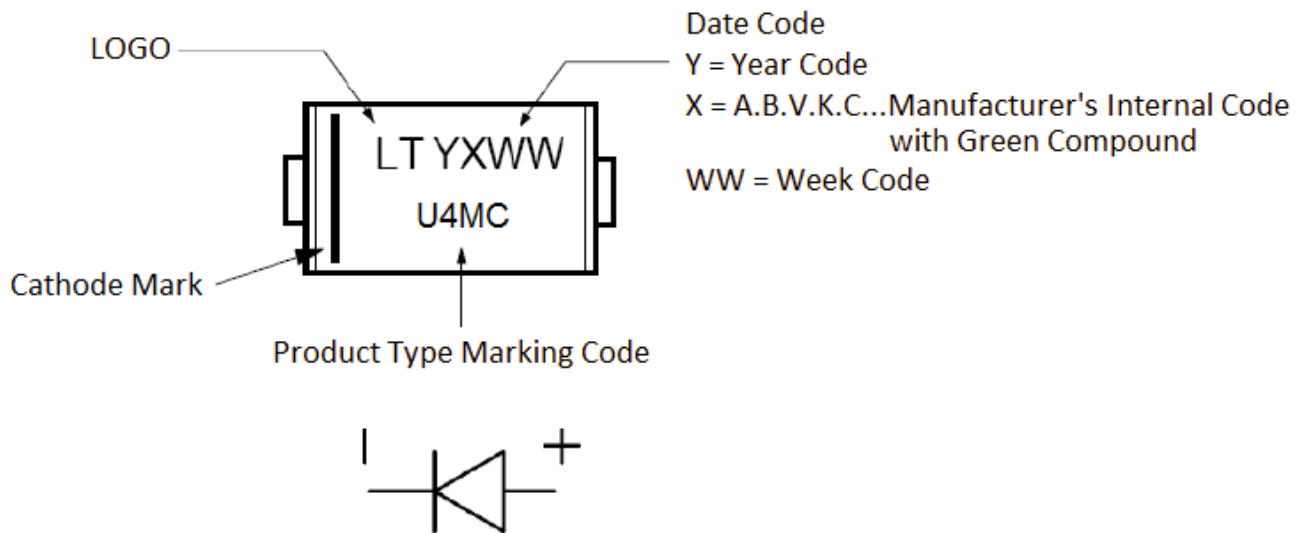 LOGO
Date Code
Y = Year Code
X = A.B.V.K.C...Manufacturer's Internal Code
with Green Compound
WW = Week Code
LT YXWW
U4MC
Cathode Mark
Product Type Marking Code
| +